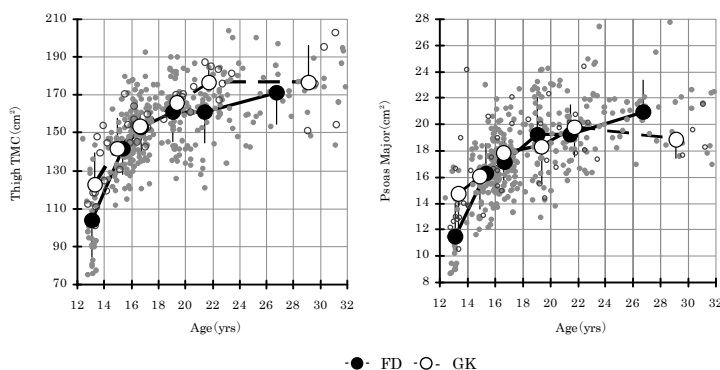 210
190
170
150
130
110
90
70
Thigh TMC (cm²)
12 14 16 18 20 22 24 26 28 30 32
Age (yrs)
28
26
24
22
20
18
16
14
12
10
8
Psoas Major (cm²)
12 14 16 18 20 22 24 26 28 30 32
Age (yrs)
FD GK